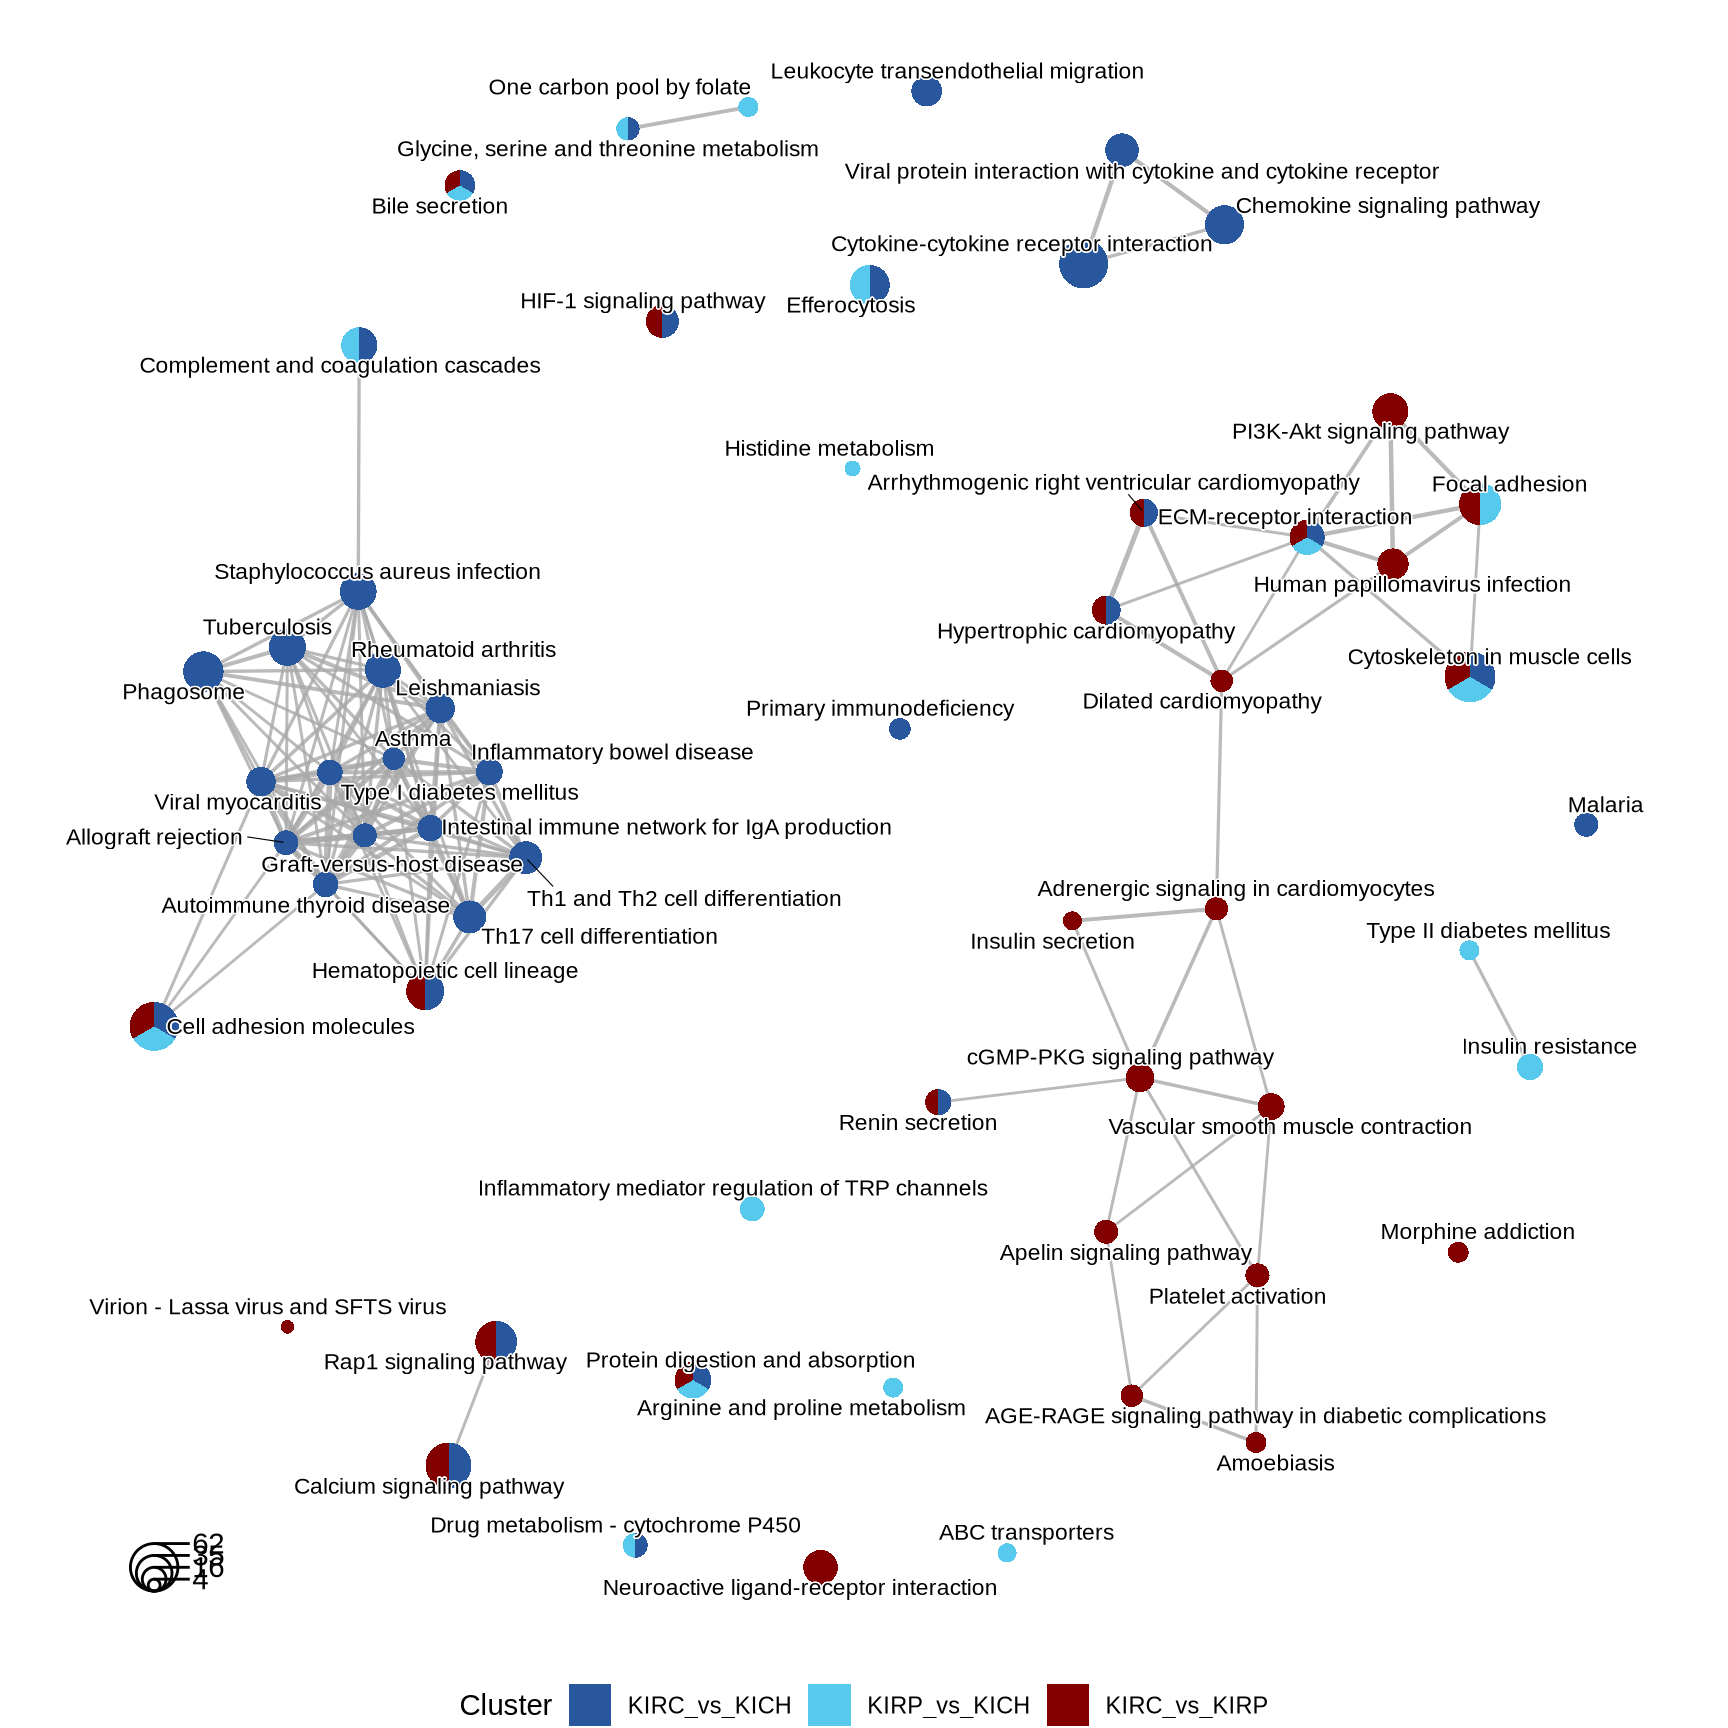 Leukocyte transendothelial migration
One carbon pool by folate
Glycine, serine and threonine metabolism
Viral protein interaction with cytokine and cytokine receptor
Bile secretion
Chemokine signaling pathway
Cytokine-cytokine receptor interaction
HIF-1 signaling pathway
Efferocytosis
Complement and coagulation cascades
PI3K-Akt signaling pathway
Histidine metabolism
Arrhythmogenic right ventricular cardiomyopathy
Focal adhesion
ECM-receptor interaction
Staphylococcus aureus infection
Human papillomavirus infection
Tuberculosis
Hypertrophic cardiomyopathy
Rheumatoid arthritis
Cytoskeleton in muscle cells
Phagosome
Leishmaniasis
Dilated cardiomyopathy
Primary immunodeficiency
Asthma
Inflammatory bowel disease
Type I diabetes mellitus
Viral myocarditis
Malaria
Allograft rejection
Intestinal immune network for IgA production
Graft-versus-host disease
Adrenergic signaling in cardiomyocytes
Th1 and Th2 cell differentiation
Autoimmune thyroid disease
Type II diabetes mellitus
Th17 cell differentiation
Insulin secretion
Hematopoietic cell lineage
Cell adhesion molecules
Insulin resistance
cGMP-PKG signaling pathway
Renin secretion
Vascular smooth muscle contraction
Inflammatory mediator regulation of TRP channels
Morphine addiction
Apelin signaling pathway
Platelet activation
Virion - Lassa virus and SFTS virus
Rap1 signaling pathway
Protein digestion and absorption
Arginine and proline metabolism
AGE-RAGE signaling pathway in diabetic complications
Amoebiasis
Calcium signaling pathway
Drug metabolism - cytochrome P450
ABC transporters
Neuroactive ligand-receptor interaction
62
35
16
4
Cluster KIRC_vs_KICH KIRP_vs_KICH KIRC_vs_KIRP